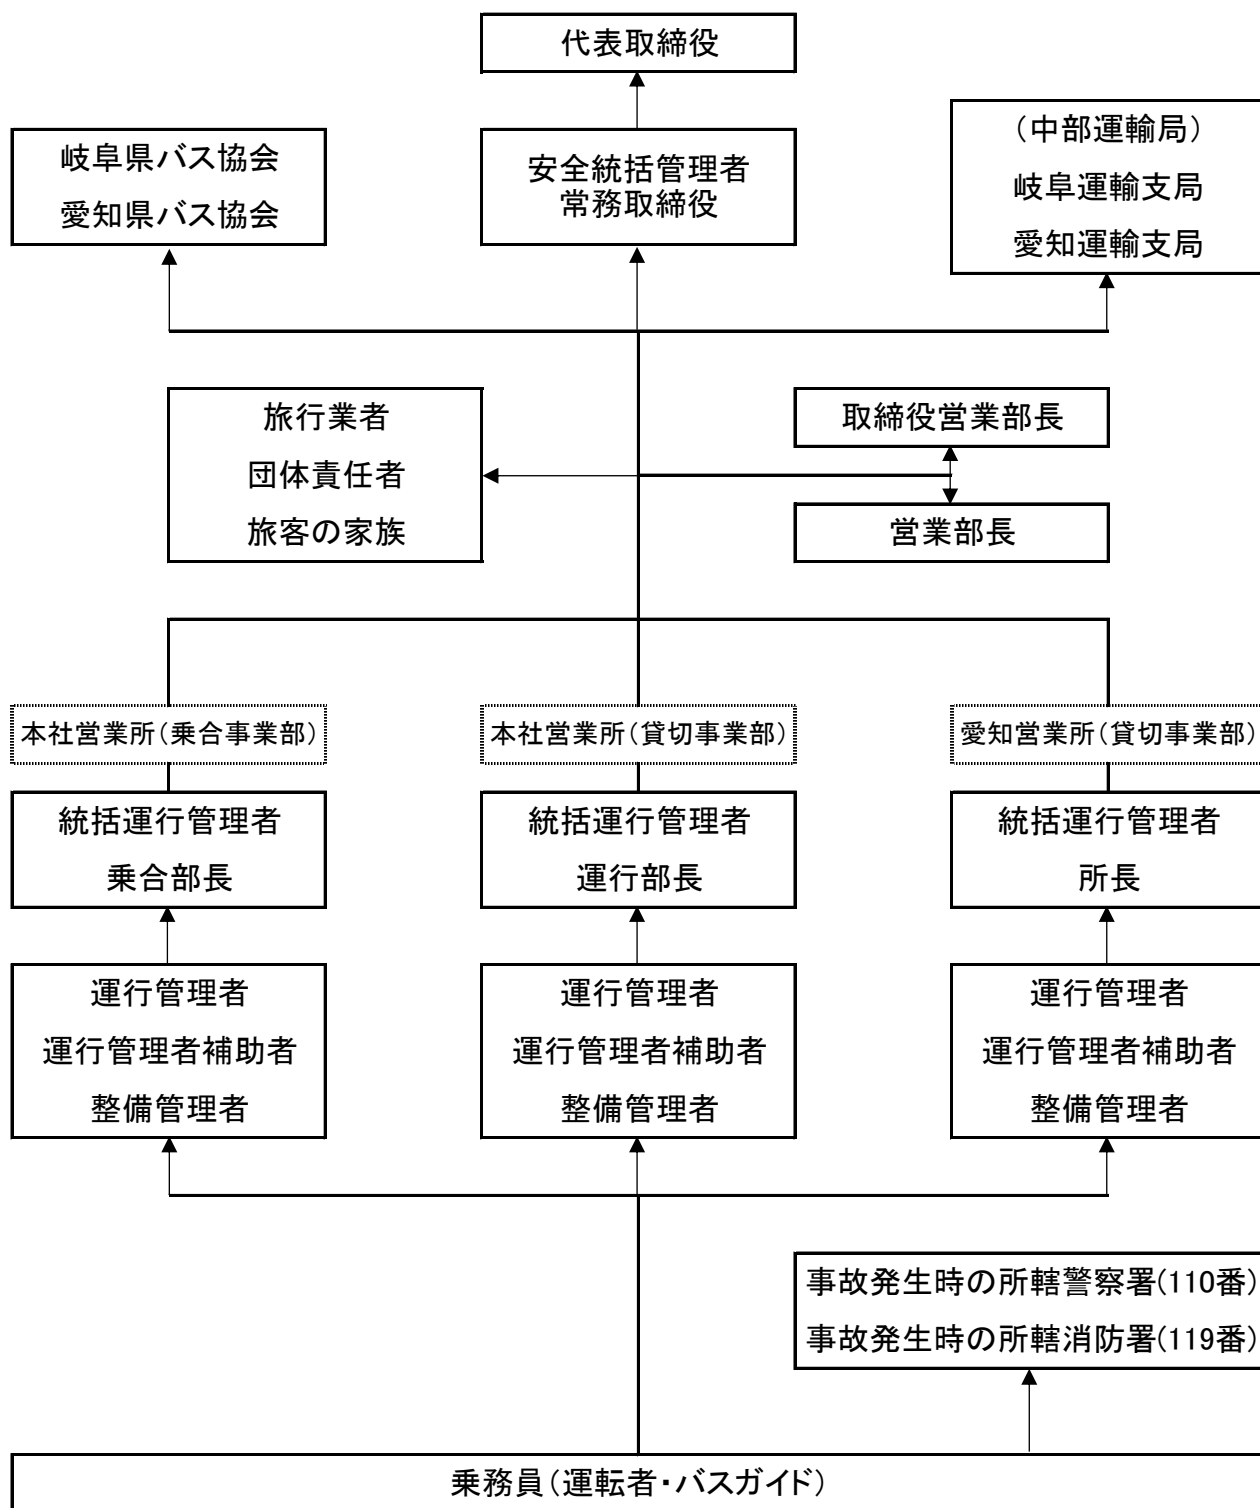 代表取締役
岐阜県バス協会
愛知県バス協会
安全統括管理者
常務取締役
(中部運輸局)
岐阜運輸支局
愛知運輸支局
旅行業者
団体責任者
旅客の家族
取締役営業部長
営業部長
本社営業所(乗合事業部)
本社営業所(貸切事業部)
愛知営業所(貸切事業部)
統括運行管理者
乗合部長
統括運行管理者
運行部長
統括運行管理者
所長
運行管理者
運行管理者補助者
整備管理者
運行管理者
運行管理者補助者
整備管理者
運行管理者
運行管理者補助者
整備管理者
事故発生時の所轄警察署(110番)
事故発生時の所轄消防署(119番)
乗務員(運転者・バスガイド)